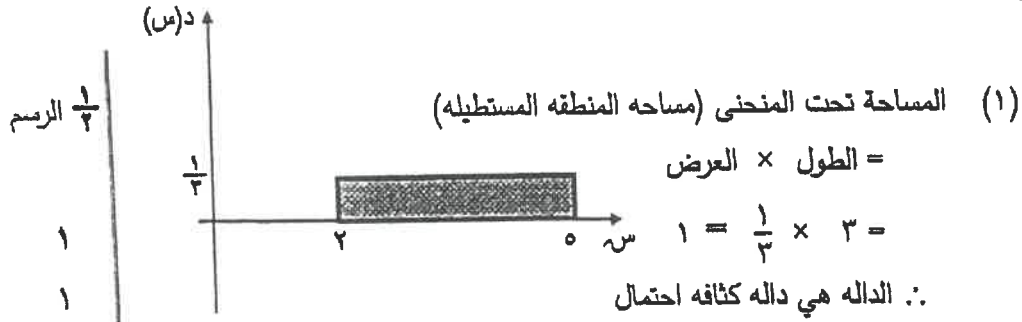 د(س)
(١) المساحة تحت المنحنى (مساحه المنطقه المستطيله)
١/٢ الرسم
= الطول × العرض
١/٣
= ٣ × ١/٣ = ١
٢ ٥ س
١
∴ الداله هي داله كثافه احتمال
١